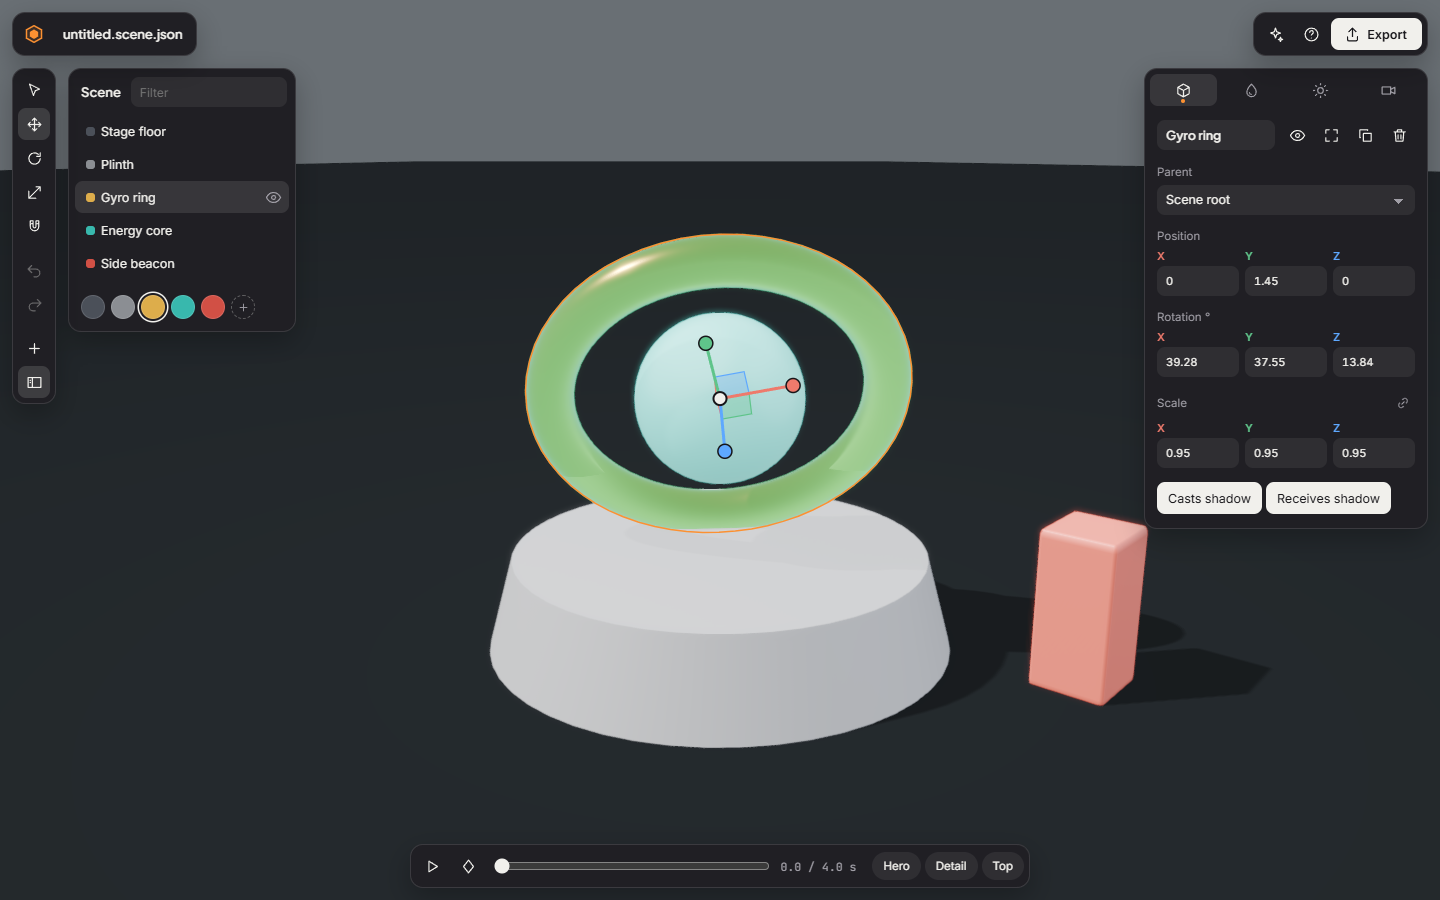 untitled.scene.json
Export
Scene
Filter
Stage floor
Plinth
Gyro ring
Energy core
Side beacon
Gyro ring
Parent
Scene root
Position
X Y Z
0 1.45 0
Rotation °
X Y Z
39.28 37.55 13.84
Scale
X Y Z
0.95 0.95 0.95
Casts shadow Receives shadow
0.0 / 4.0 s Hero Detail Top